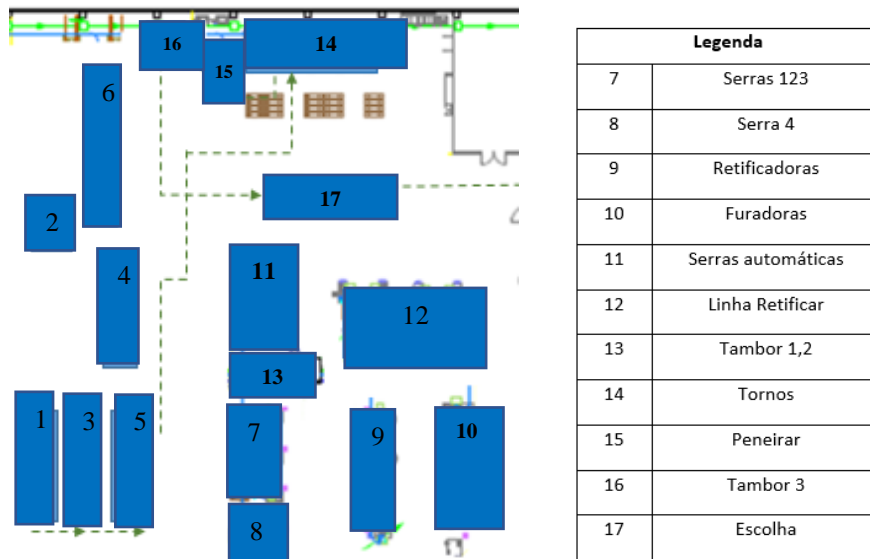 16
14
15
6
17
2
4
11
12
13
1
3
5
7
9
10
8
Legenda
7 Serras 123
8 Serra 4
9 Retificadoras
10 Furadoras
11 Serras automáticas
12 Linha Retificar
13 Tambor 1,2
14 Tornos
15 Peneirar
16 Tambor 3
17 Escolha